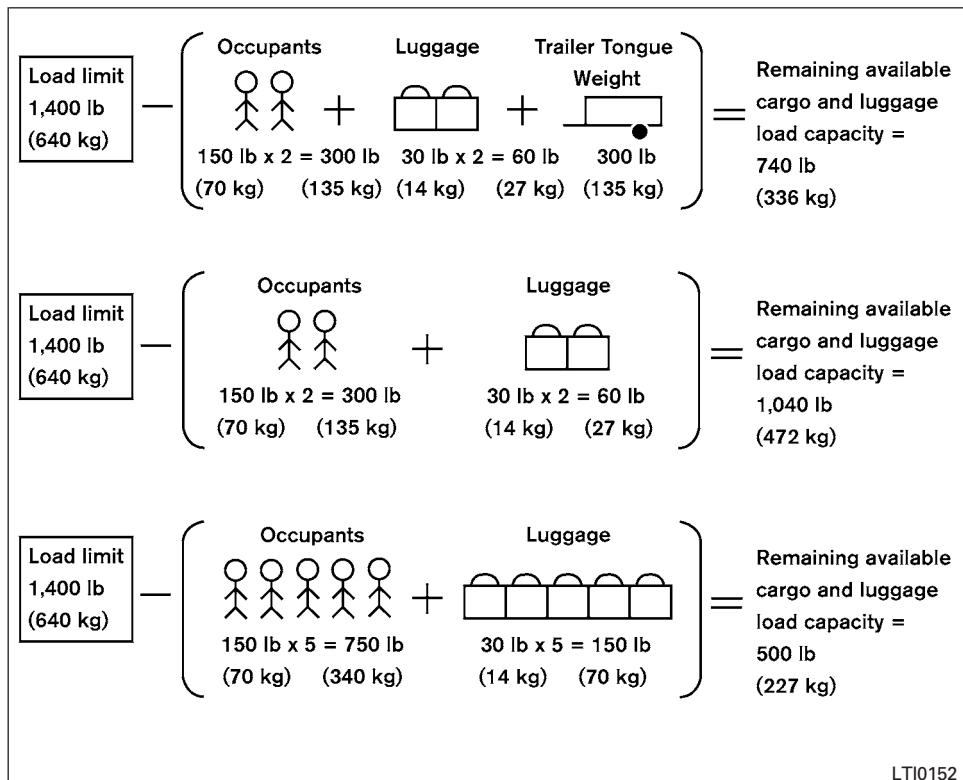 Occupants Luggage Trailer Tongue
Weight
Load limit
1,400 lb
(640 kg)
150 lb x 2 = 300 lb 30 lb x 2 = 60 lb 300 lb
(70 kg) (135 kg) (14 kg) (27 kg) (135 kg)
Remaining available
cargo and luggage
load capacity =
740 lb
(336 kg)
Occupants Luggage
Load limit
1,400 lb
(640 kg)
150 lb x 2 = 300 lb 30 lb x 2 = 60 lb
(70 kg) (135 kg) (14 kg) (27 kg)
Remaining available
cargo and luggage
load capacity =
1,040 lb
(472 kg)
Occupants Luggage
Load limit
1,400 lb
(640 kg)
150 lb x 5 = 750 lb 30 lb x 5 = 150 lb
(70 kg) (340 kg) (14 kg) (70 kg)
Remaining available
cargo and luggage
load capacity =
500 lb
(227 kg)
LTI0152